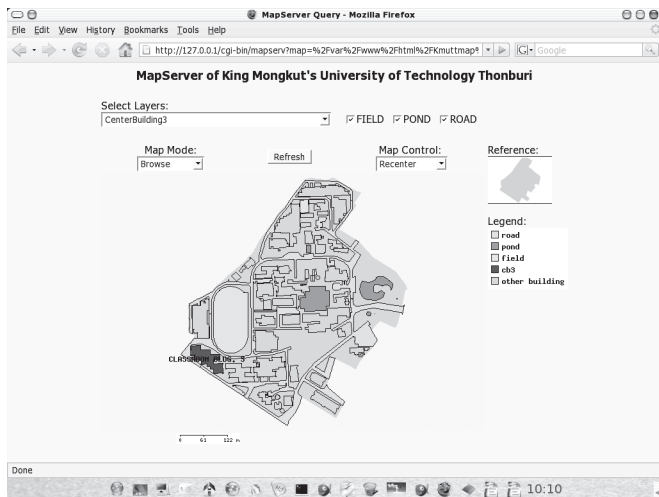 MapServer Query - Mozilla Firefox
File Edit View History Bookmarks Tools Help
http://127.0.0.1/cgi-bin/mapserv?map=%2Fvar%2Fwww%2Fhtml%2FKmuttmap%
G Google
MapServer of King Mongkut's University of Technology Thonburi
Select Layers:
CenterBuilding3
FIELD POND ROAD
Map Mode:
Browse
Refresh
Map Control:
Recenter
Reference:
Legend:
road
pond
field
cb3
other building
CLASSROOM BLDG. 3
0 61 122 m
Done
10:10